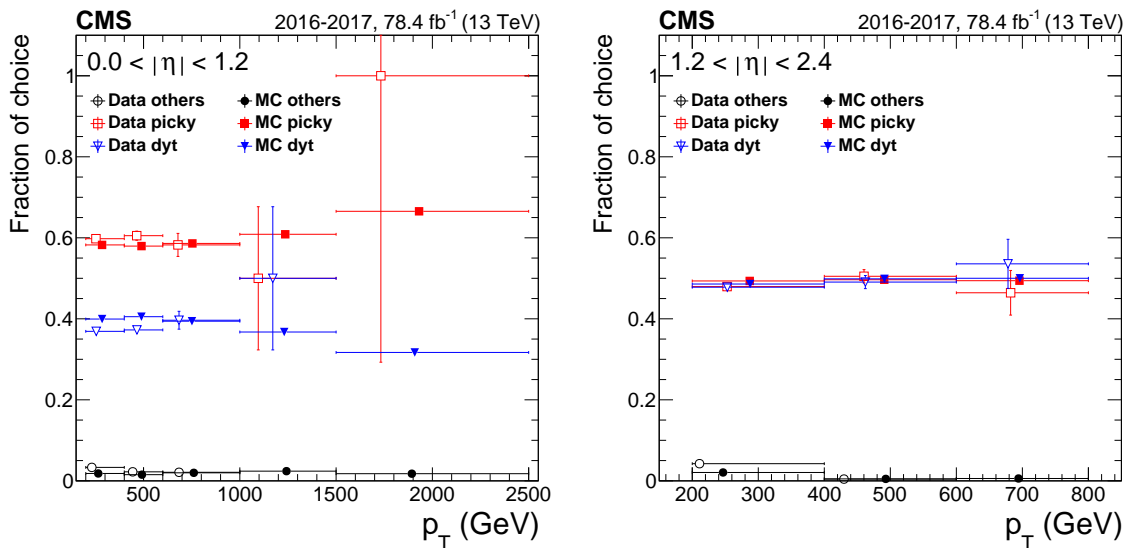 CMS 2016-2017, 78.4 fb⁻¹ (13 TeV)
0.0 < |η| < 1.2
Data others MC others
Data picky MC picky
Data dyt MC dyt
Fraction of choice
1
0.8
0.6
0.4
0.2
0
500 1000 1500 2000 2500
p_T (GeV)
CMS 2016-2017, 78.4 fb⁻¹ (13 TeV)
1.2 < |η| < 2.4
Data others MC others
Data picky MC picky
Data dyt MC dyt
Fraction of choice
1
0.8
0.6
0.4
0.2
0
200 300 400 500 600 700 800
p_T (GeV)